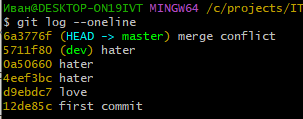 Иван@DESKTOP-ON19IVT MINGW64 /c/projects/IT
$ git log --oneline
6a3776f (HEAD -> master) merge conflict
5711f80 (dev) hater
0a50660 hater
4eef3bc hater
d9ebdc7 love
12de85c first commit